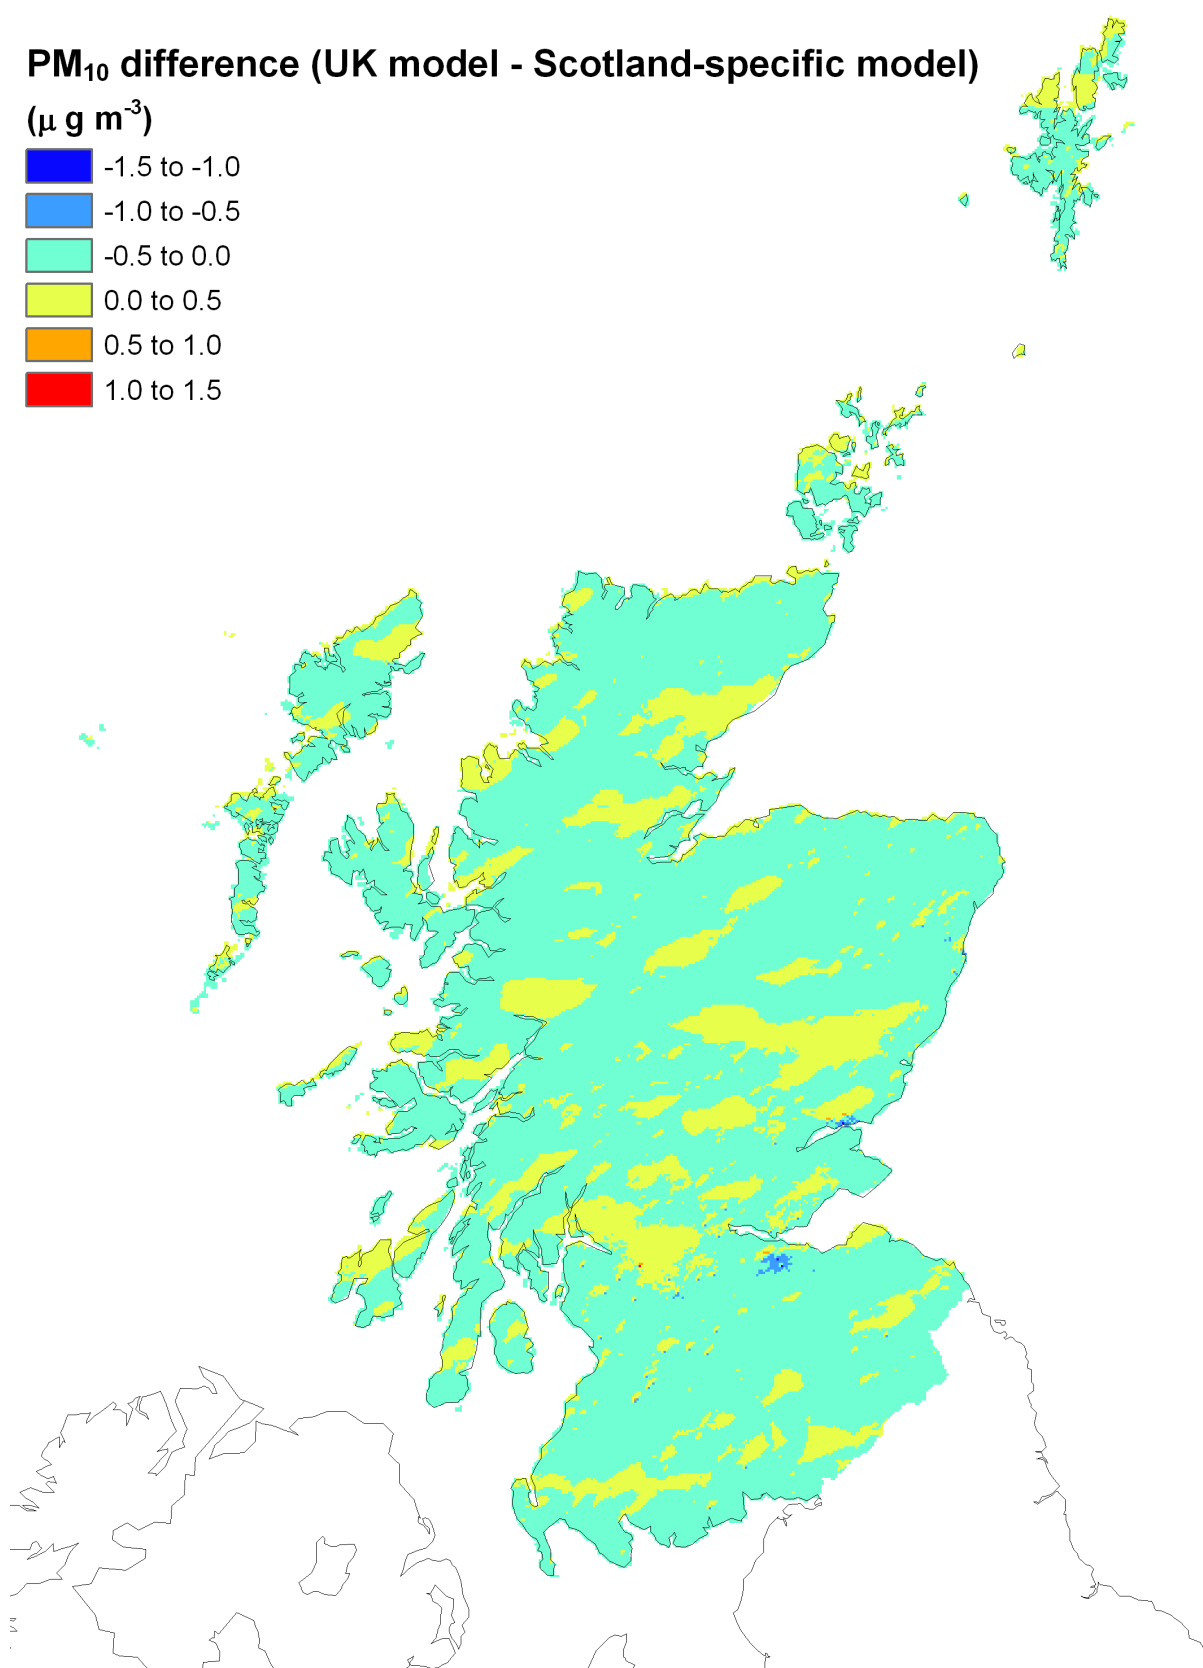 PM₁₀ difference (UK model - Scotland-specific model)
(μ g m⁻³)
-1.5 to -1.0
-1.0 to -0.5
-0.5 to 0.0
0.0 to 0.5
0.5 to 1.0
1.0 to 1.5